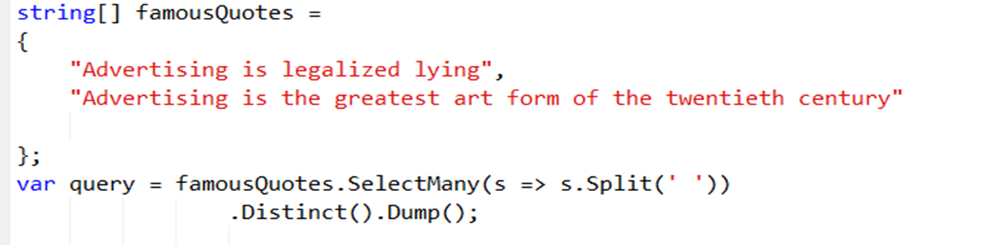 string[] famousQuotes =
{
    "Advertising is legalized lying",
    "Advertising is the greatest art form of the twentieth century"
};
var query = famousQuotes.SelectMany(s => s.Split(' '))
                .Distinct().Dump();